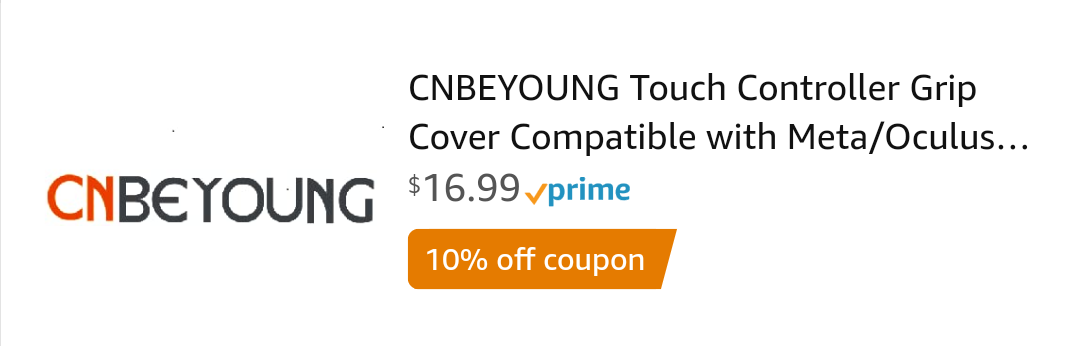 CNBEYOUNG
CNBEYOUNG Touch Controller Grip
Cover Compatible with Meta/Oculus...
$16.99 prime
10% off coupon